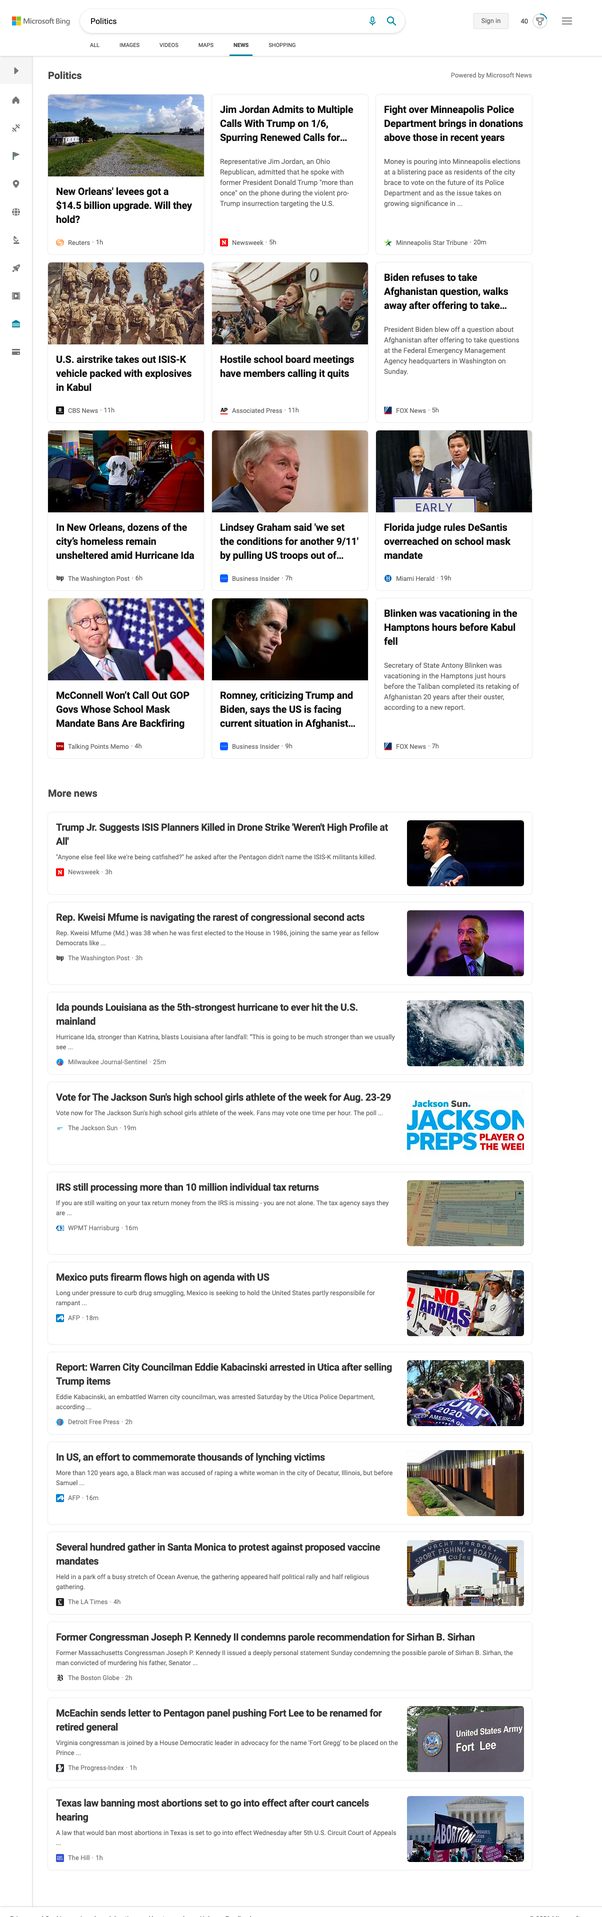 Microsoft Bing
Politics
Sign in
40
ALL
IMAGES
VIDEOS
MAPS
NEWS
SHOPPING
Politics
Powered by Microsoft News
New Orleans' levees got a
$14.5 billion upgrade. Will they
hold?
Reuters · 1h
Jim Jordan Admits to Multiple
Calls With Trump on 1/6,
Spurring Renewed Calls for...
Representative Jim Jordan, an Ohio
Republican, admitted that he spoke with
former President Donald Trump "more than
once" on the phone during the violent pro-
Trump insurrection targeting the U.S.
Newsweek · 5h
Fight over Minneapolis Police
Department brings in donations
above those in recent years
Money is pouring into Minneapolis elections
at a blistering pace as residents of the city
brace to vote on the future of its Police
Department and as the issue takes on
growing significance in ...
Minneapolis Star Tribune · 20m
U.S. airstrike takes out ISIS-K
vehicle packed with explosives
in Kabul
CBS News · 11h
Hostile school board meetings
have members calling it quits
AP
Associated Press · 11h
Biden refuses to take
Afghanistan question, walks
away after offering to take...
President Biden blew off a question about
Afghanistan after offering to take questions
at the Federal Emergency Management
Agency headquarters in Washington on
Sunday.
FOX News · 5h
In New Orleans, dozens of the
city's homeless remain
unsheltered amid Hurricane Ida
wp The Washington Post · 6h
Lindsey Graham said 'we set
the conditions for another 9/11'
by pulling US troops out of...
Business Insider · 7h
EARLY
Florida judge rules DeSantis
overreached on school mask
mandate
Miami Herald · 19h
McConnell Won't Call Out GOP
Govs Whose School Mask
Mandate Bans Are Backfiring
Talking Points Memo · 4h
Romney, criticizing Trump and
Biden, says the US is facing
current situation in Afghanist...
Business Insider · 9h
Blinken was vacationing in the
Hamptons hours before Kabul
fell
Secretary of State Antony Blinken was
vacationing in the Hamptons just hours
before the Taliban completed its retaking of
Afghanistan 20 years after their ouster,
according to a new report.
FOX News · 7h
More news
Trump Jr. Suggests ISIS Planners Killed in Drone Strike 'Weren't High Profile at
All'
"Anyone else feel like we're being catfished?" he asked after the Pentagon didn't name the ISIS-K militants killed.
N Newsweek · 3h
Rep. Kweisi Mfume is navigating the rarest of congressional second acts
Rep. Kweisi Mfume (Md.) was 38 when he was first elected to the House in 1986, joining the same year as fellow
Democrats like ...
wp The Washington Post · 3h
Ida pounds Louisiana as the 5th-strongest hurricane to ever hit the U.S.
mainland
Hurricane Ida, stronger than Katrina, blasts Louisiana after landfall: "This is going to be much stronger than we usually
see ...
Milwaukee Journal-Sentinel · 25m
Vote for The Jackson Sun's high school girls athlete of the week for Aug. 23-29
Vote now for The Jackson Sun's high school girls athlete of the week. Fans may vote one time per hour. The poll ...
The Jackson Sun · 19m
Jackson Sun.
JACKSON
PREPS PLAYER O
THE WEEK
IRS still processing more than 10 million individual tax returns
If you are still waiting on your tax return money from the IRS is missing - you are not alone. The tax agency says they
are ...
WPMT Harrisburg · 16m
Mexico puts firearm flows high on agenda with US
Long under pressure to curb drug smuggling, Mexico is seeking to hold the United States partly responsibile for
rampant ...
AFP · 18m
NO
ARMAS
Report: Warren City Councilman Eddie Kabacinski arrested in Utica after selling
Trump items
Eddie Kabacinski, an embattled Warren city councilman, was arrested Saturday by the Utica Police Department,
according ...
Detroit Free Press · 2h
TRUMP
2020
KEEP AMERICA
In US, an effort to commemorate thousands of lynching victims
More than 120 years ago, a Black man was accused of raping a white woman in the city of Decatur, Illinois, but before
Samuel ...
AFP · 16m
Several hundred gather in Santa Monica to protest against proposed vaccine
mandates
Held in a park off a busy stretch of Ocean Avenue, the gathering appeared half political rally and half religious
gathering.
The LA Times · 4h
YACHT HARBOR
SPORT FISHING BOATING
Cafes
Former Congressman Joseph P. Kennedy II condemns parole recommendation for Sirhan B. Sirhan
Former Massachusetts Congressman Joseph P. Kennedy II issued a deeply personal statement Sunday condemning the possible parole of Sirhan B. Sirhan, the
man convicted of murdering his father, Senator ...
B The Boston Globe · 2h
McEachin sends letter to Pentagon panel pushing Fort Lee to be renamed for
retired general
Virginia congressman is joined by a House Democratic leader in advocacy for the name 'Fort Gregg' to be placed on the
Prince ...
The Progress-Index · 1h
United States Army
Fort Lee
Texas law banning most abortions set to go into effect after court cancels
hearing
A law that would ban most abortions in Texas is set to go into effect Wednesday after 5th U.S. Circuit Court of Appeals
...
The Hill · 1h
ABORTION